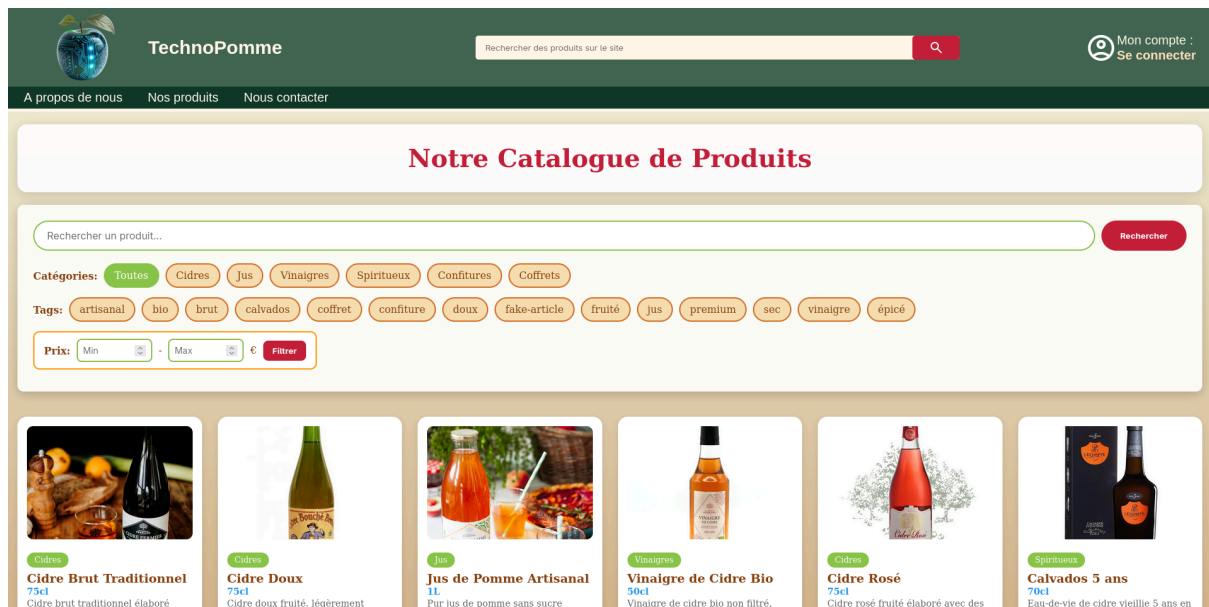 TechnoPomme
Rechercher des produits sur le site
Mon compte :
Se connecter
A propos de nous Nos produits Nous contacter
Notre Catalogue de Produits
Rechercher un produit... Rechercher
Catégories: Toutes Cidres Jus Vinaigres Spiritueux Confitures Coffrets
Tags: artisanal bio brut calvados coffret confiture doux fake-article fruité jus premium sec vinaigre épicé
Prix: Min - Max € Filtrer
Cidres
Cidre Brut Traditionnel
75cl
Cidre brut traditionnel élaboré
Cidres
Cidre Doux
75cl
Cidre doux fruité, légèrement
Jus
Jus de Pomme Artisanal
1L
Pur jus de pomme sans sucre
VINAIGRE
DE CIDRE
Vinaigres
Vinaigre de Cidre Bio
50cl
Vinaigre de cidre bio non filtré,
Cidre Rosé
Cidres
Cidre Rosé
75cl
Cidre rosé fruité élaboré avec des
Spiritueux
Calvados 5 ans
70cl
Eau-de-vie de cidre vieillie 5 ans en